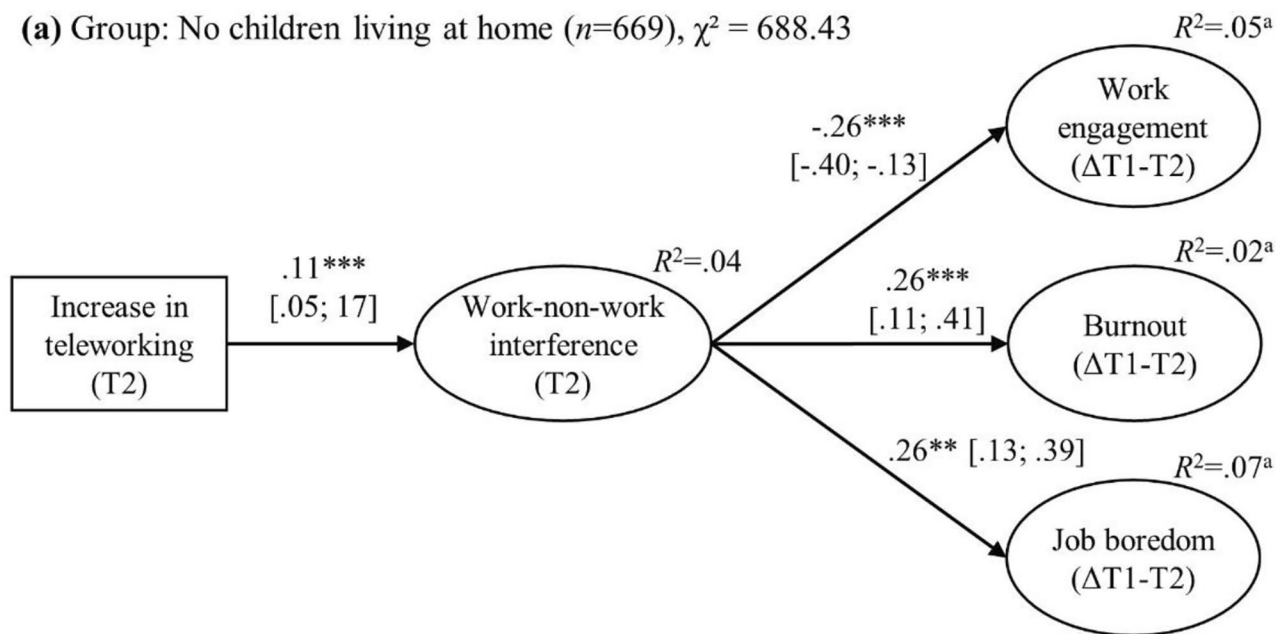 (a) Group: No children living at home (n=669), χ² = 688.43
R²=.05ᵃ
Work
engagement
(ΔT1-T2)
-.26***
[-.40; -.13]
R²=.02ᵃ
R²=.04
.11***
[.05; 17]
.26***
[.11; .41]
Increase in
teleworking
(T2)
Work-non-work
interference
(T2)
Burnout
(ΔT1-T2)
.26** [.13; .39]
R²=.07ᵃ
Job boredom
(ΔT1-T2)